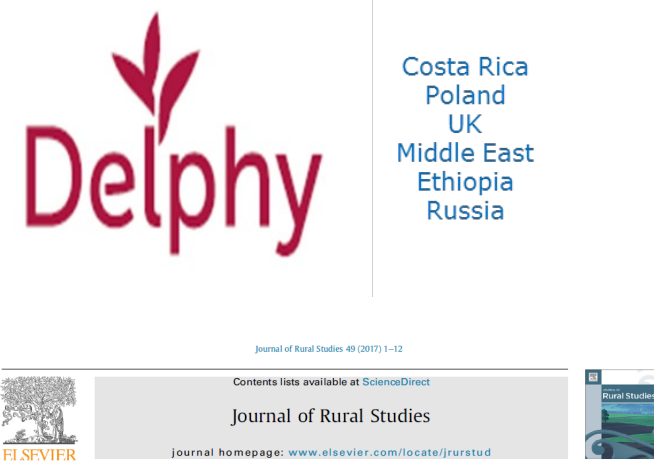 Delphy
Costa Rica
Poland
UK
Middle East
Ethiopia
Russia
Journal of Rural Studies 49 (2017) 1–12
Contents lists available at ScienceDirect
Journal of Rural Studies
journal homepage: www.elsevier.com/locate/jrurstud
ELSEVIER
Rural Studies